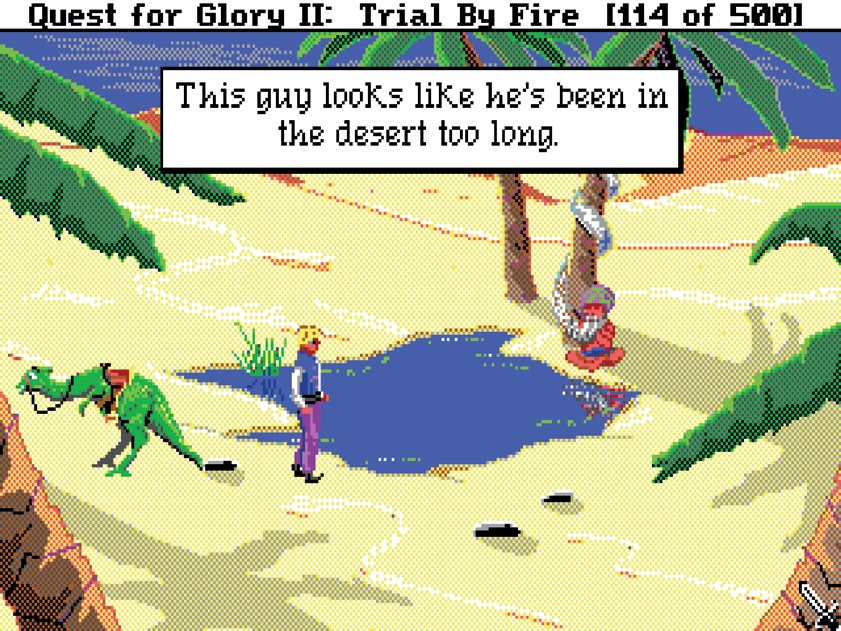 Quest for Glory II: Trial By Fire [114 of 500]
This guy looks like he's been in
the desert too long.